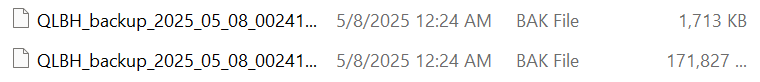 QLBH_backup_2025_05_08_00241... 5/8/2025 12:24 AM BAK File 1,713 KB
QLBH_backup_2025_05_08_00241... 5/8/2025 12:24 AM BAK File 171,827 ...